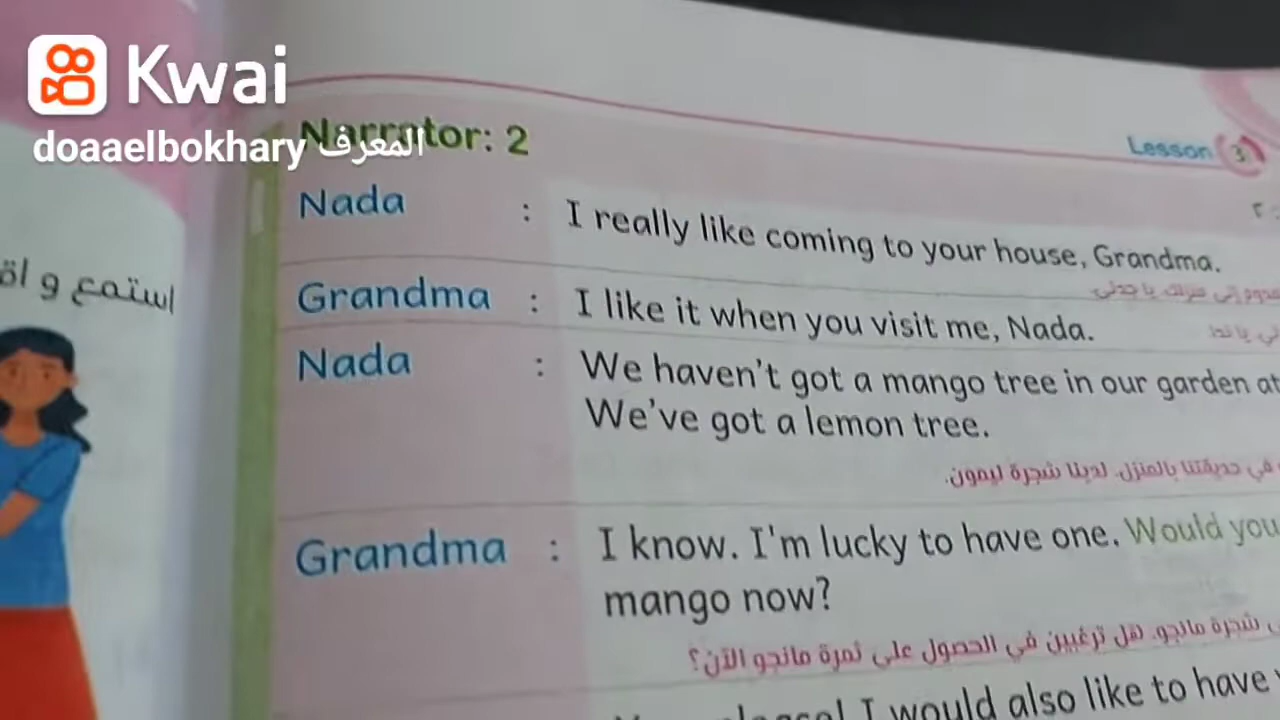 Kwai
المعرف doaaelbokhary
Narrator: 2
Lesson 3
Nada : I really like coming to your house, Grandma.
Grandma : I like it when you visit me, Nada.
Nada : We haven't got a mango tree in our garden at
We've got a lemon tree.
في حديقتنا بالمنزل. لدينا شجرة ليمون.
Grandma : I know. I'm lucky to have one. Would you
mango now?
شجرة مانجو. هل ترغبين في الحصول على ثمرة مانجو الآن؟
I would also like to have
استمع و